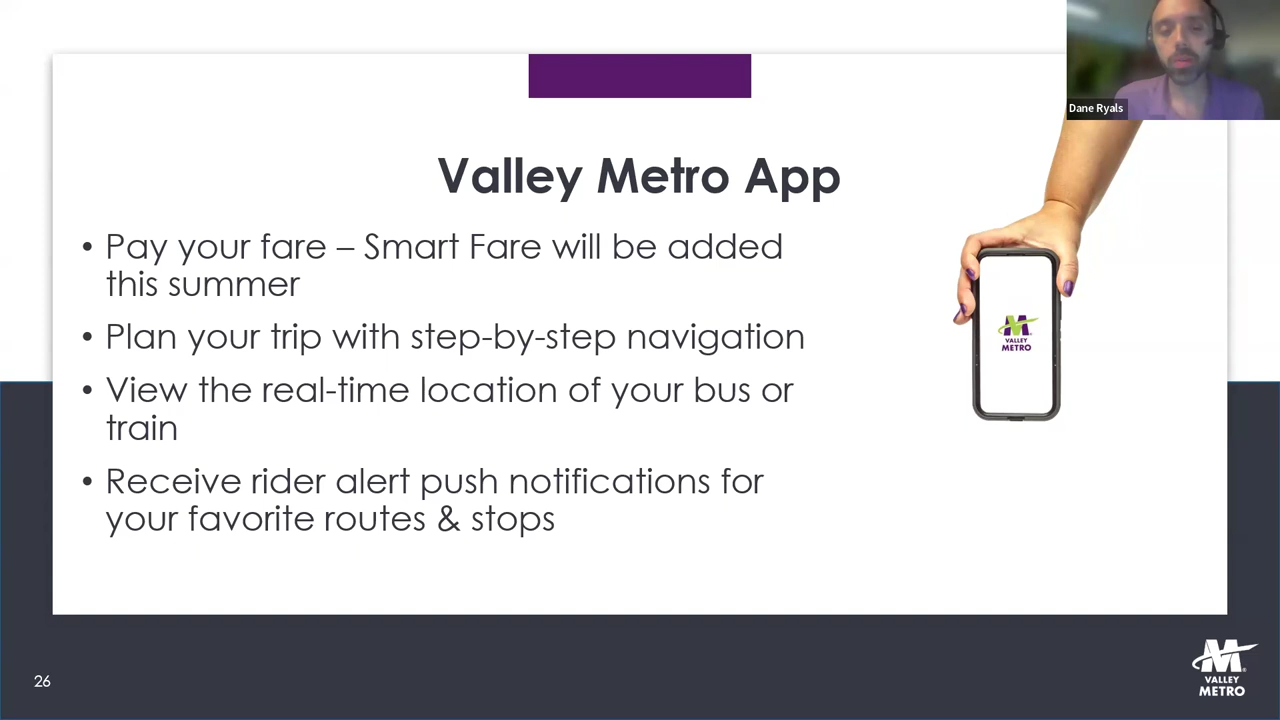 Dane Ryals
Valley Metro App
• Pay your fare – Smart Fare will be added
this summer
• Plan your trip with step-by-step navigation
• View the real-time location of your bus or
train
• Receive rider alert push notifications for
your favorite routes & stops
VALLEY
METRO
26
VALLEY
METRO